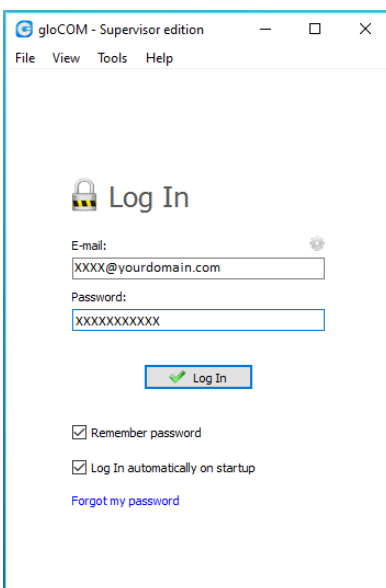 gloCOM - Supervisor edition
File View Tools Help
Log In
E-mail:
XXXX@yourdomain.com
Password:
XXXXXXXXXXX
Log In
Remember password
Log In automatically on startup
Forgot my password